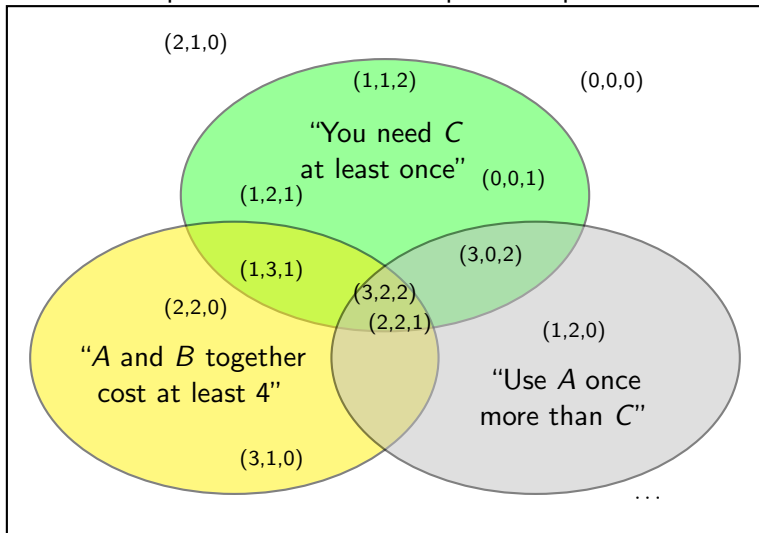 (2,1,0)
(1,1,2)
(0,0,0)
“You need C
at least once”
(0,0,1)
(1,2,1)
(3,0,2)
(1,3,1)
(3,2,2)
(2,2,0)
(2,2,1)
(1,2,0)
“A and B together
cost at least 4”
“Use A once
more than C”
(3,1,0)
...